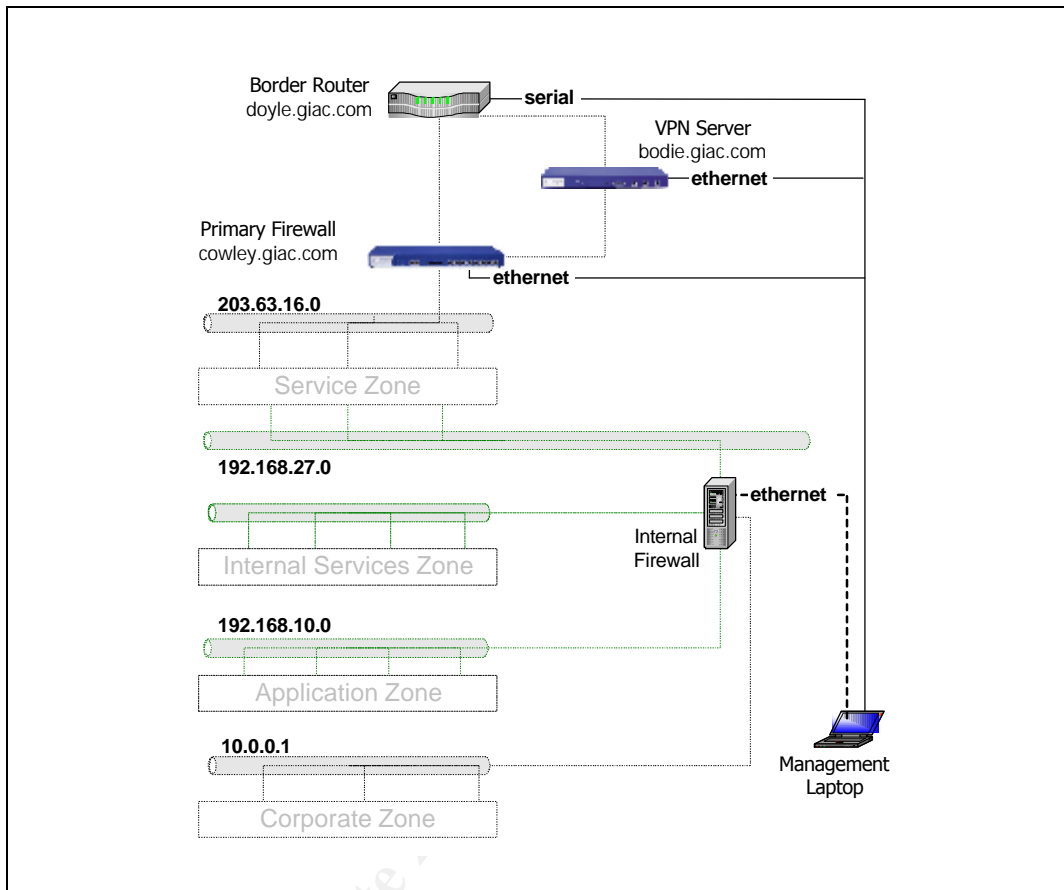 Border Router
doyle.giac.com
serial
VPN Server
bodie.giac.com
ethernet
Primary Firewall
cowley.giac.com
ethernet
203.63.16.0
Service Zone
192.168.27.0
ethernet
Internal
Firewall
Internal Services Zone
192.168.10.0
Application Zone
10.0.0.1
Management
Laptop
Corporate Zone